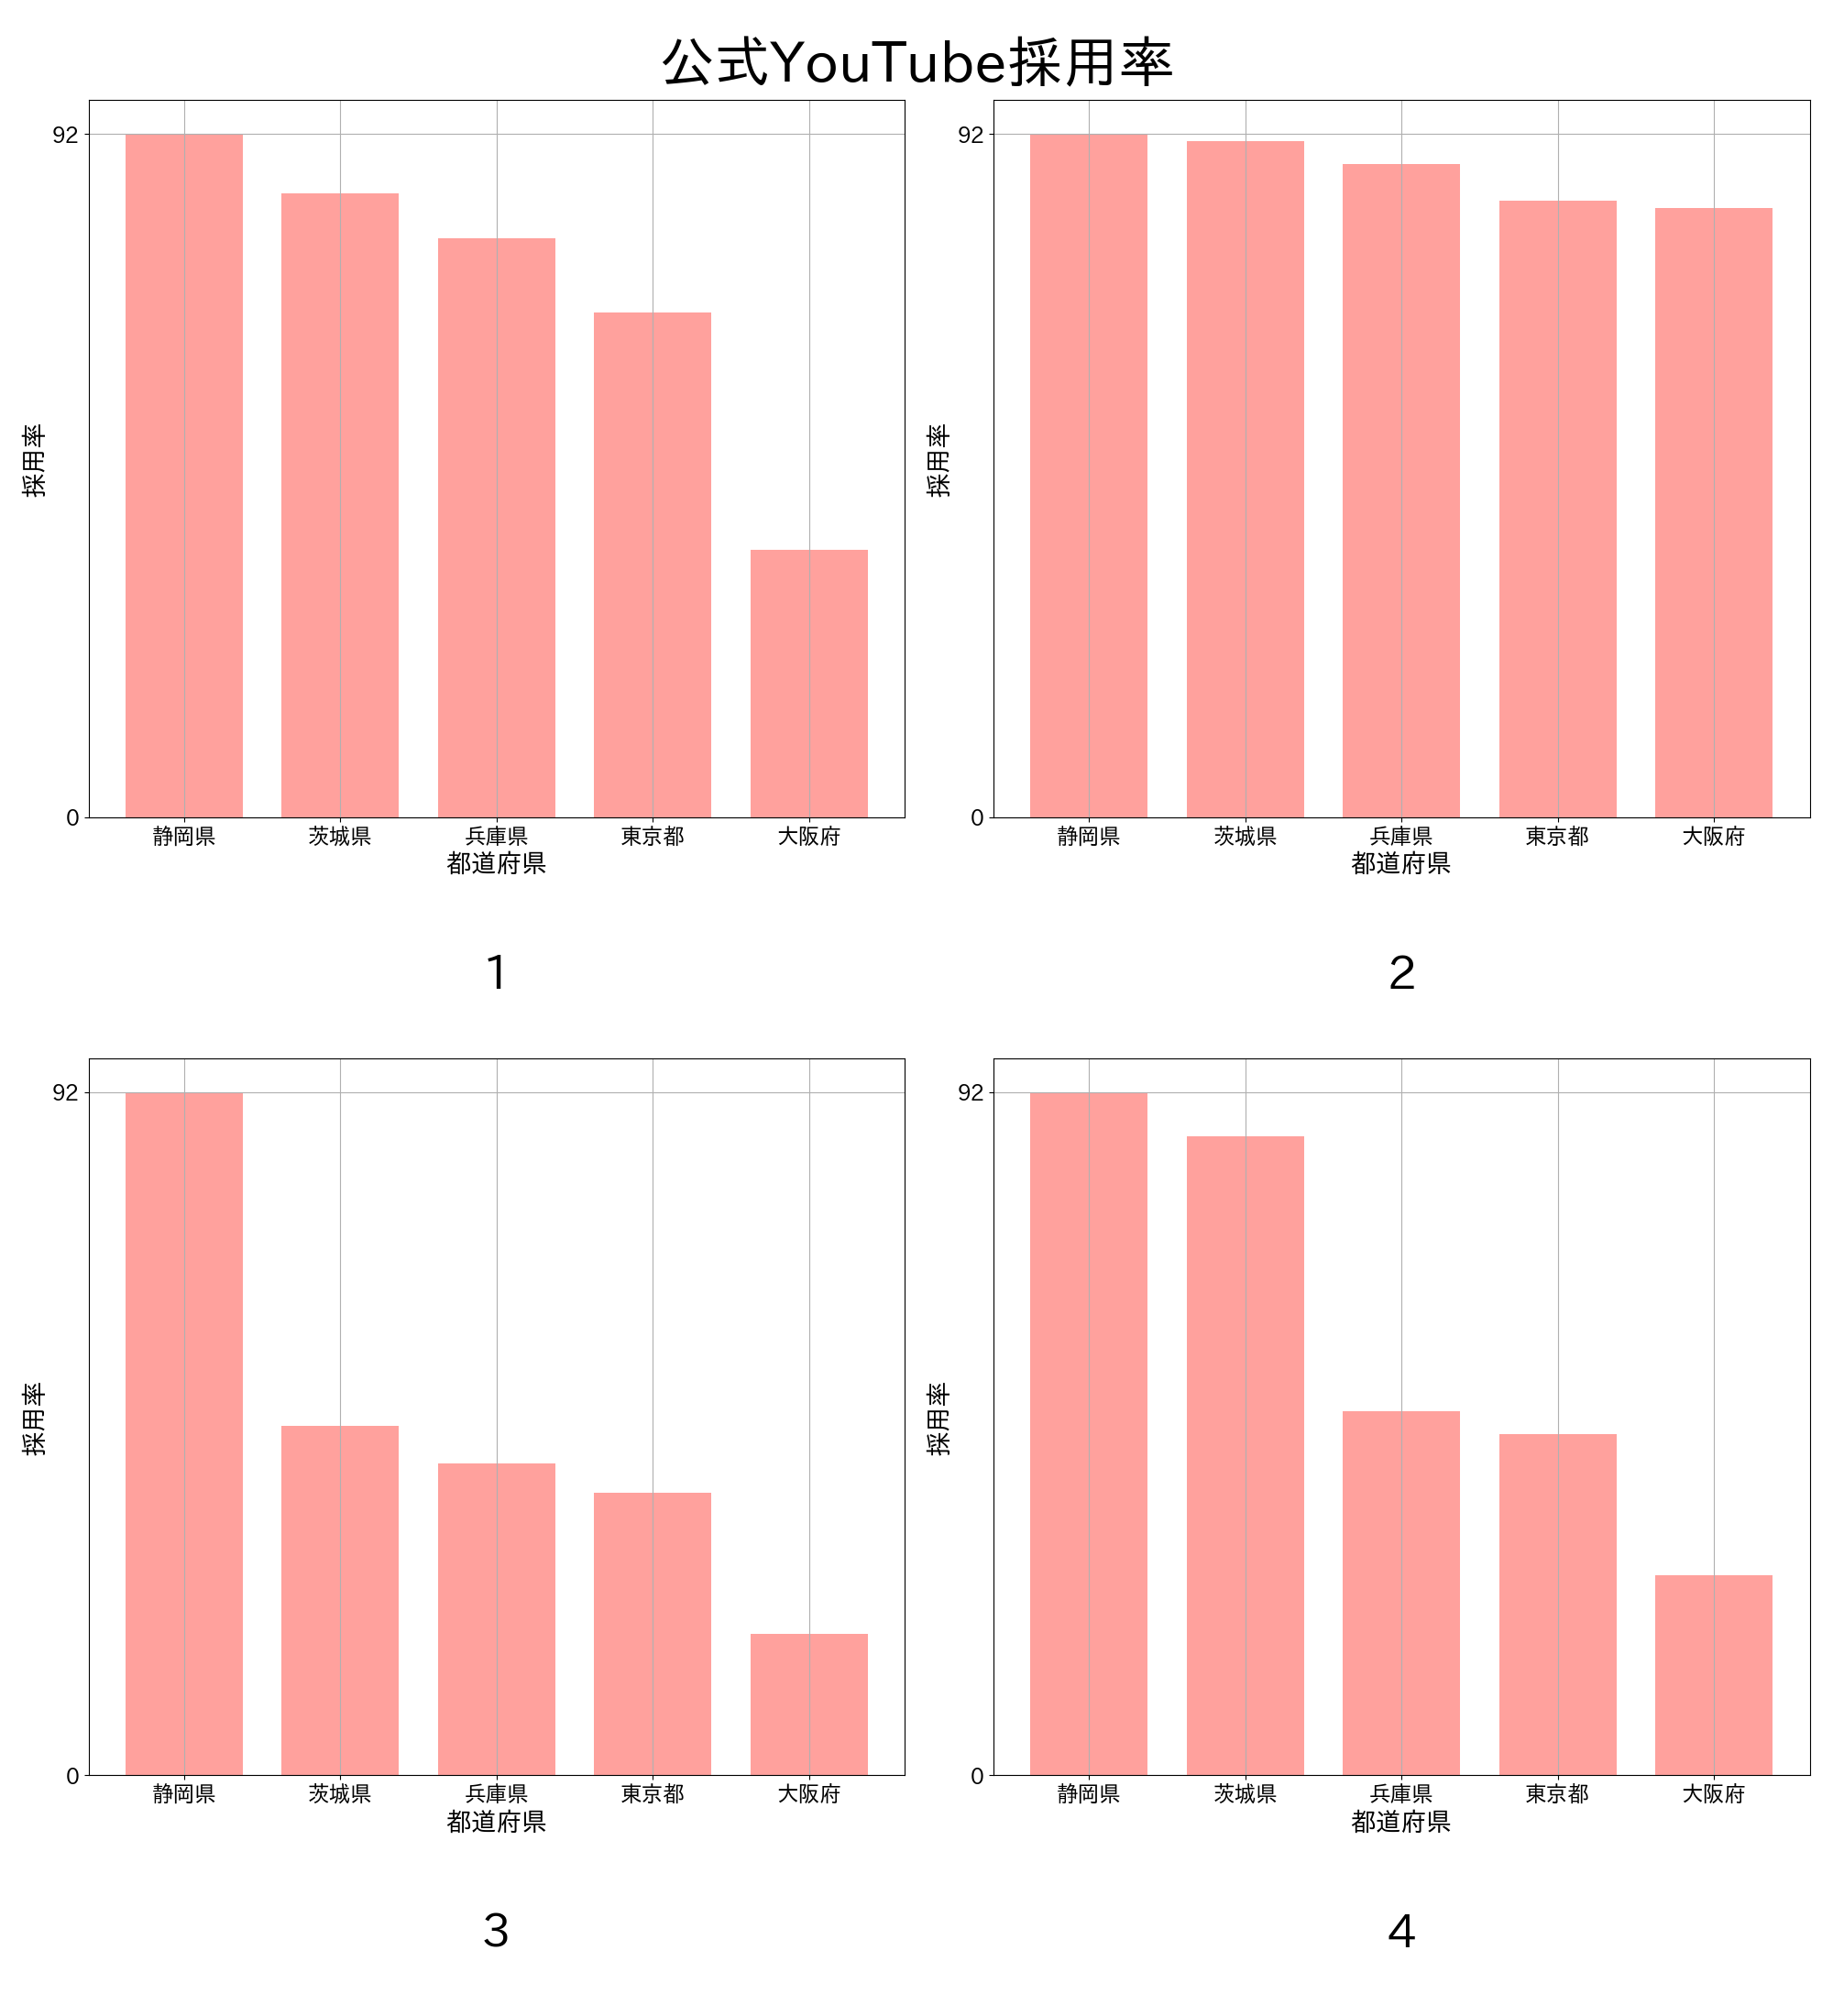 公式YouTube採用率
92
0
採用率
静岡県 茨城県 兵庫県 東京都 大阪府
都道府県
1
92
0
採用率
静岡県 茨城県 兵庫県 東京都 大阪府
都道府県
2
92
0
採用率
静岡県 茨城県 兵庫県 東京都 大阪府
都道府県
3
92
0
採用率
静岡県 茨城県 兵庫県 東京都 大阪府
都道府県
4